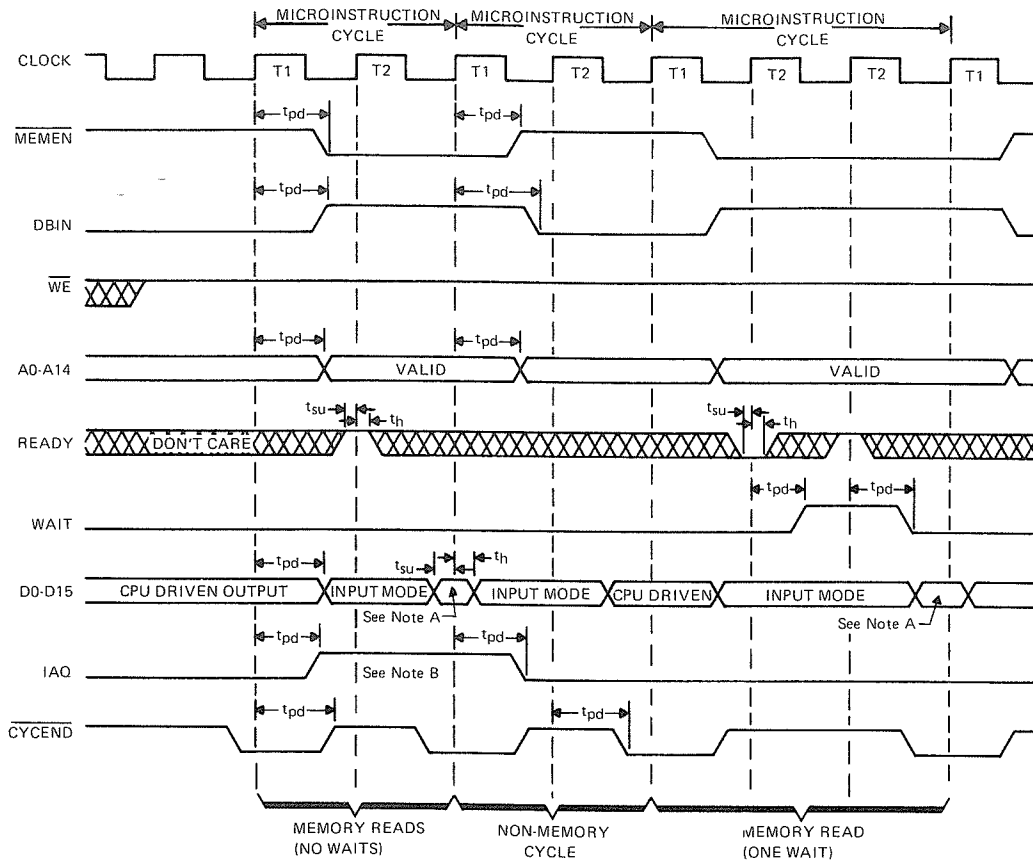 MICROINSTRUCTION CYCLE
MICROINSTRUCTION CYCLE
MICROINSTRUCTION CYCLE
CLOCK
T1
T2
T1
T2
T1
T2
T2
T1
MEMEN
tpd
tpd
DBIN
tpd
tpd
WE
A0-A14
tpd
tpd
VALID
VALID
READY
DON'T CARE
tsu
th
tsu
th
WAIT
tpd
tpd
D0-D15
tpd
tsu
th
CPU DRIVEN OUTPUT
INPUT MODE
INPUT MODE
CPU DRIVEN
INPUT MODE
See Note A
See Note A
IAQ
tpd
See Note B
tpd
CYCEND
tpd
tpd
MEMORY READS
(NO WAITS)
NON-MEMORY
CYCLE
MEMORY READ
(ONE WAIT)